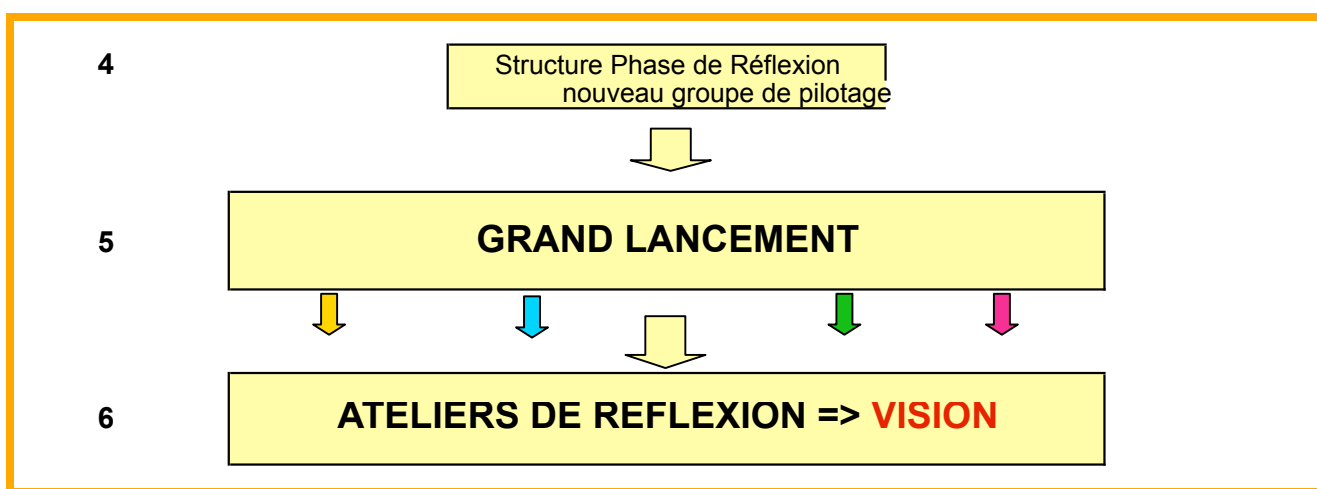 4
Structure Phase de Réflexion
nouveau groupe de pilotage
5
GRAND LANCEMENT
6
ATELIERS DE REFLEXION => VISION